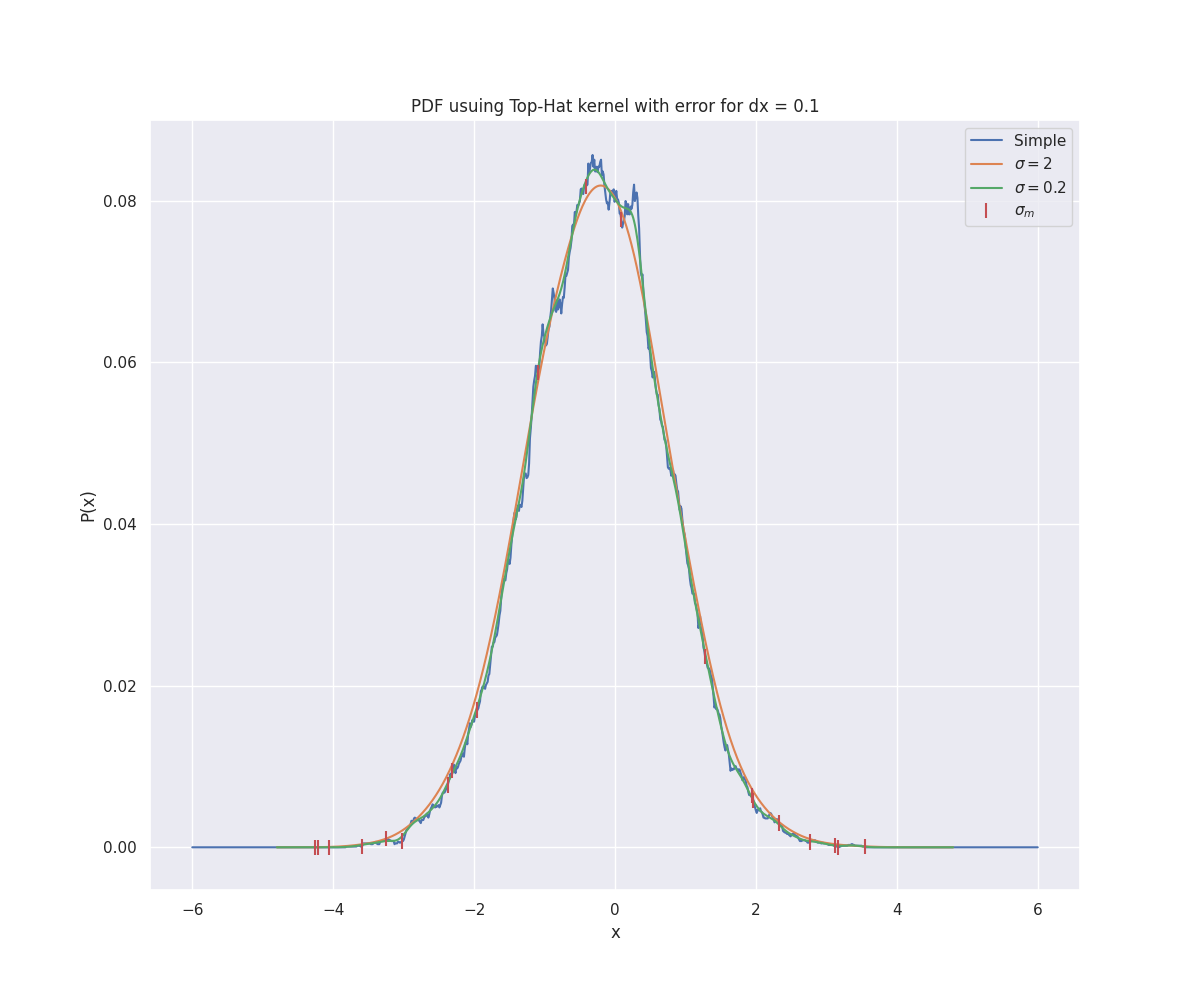 PDF usuing Top-Hat kernel with error for dx = 0.1
Simple
σ = 2
σ = 0.2
σₘ
P(x)
0.08
0.06
0.04
0.02
0.00
−6 −4 −2 0 2 4 6
x